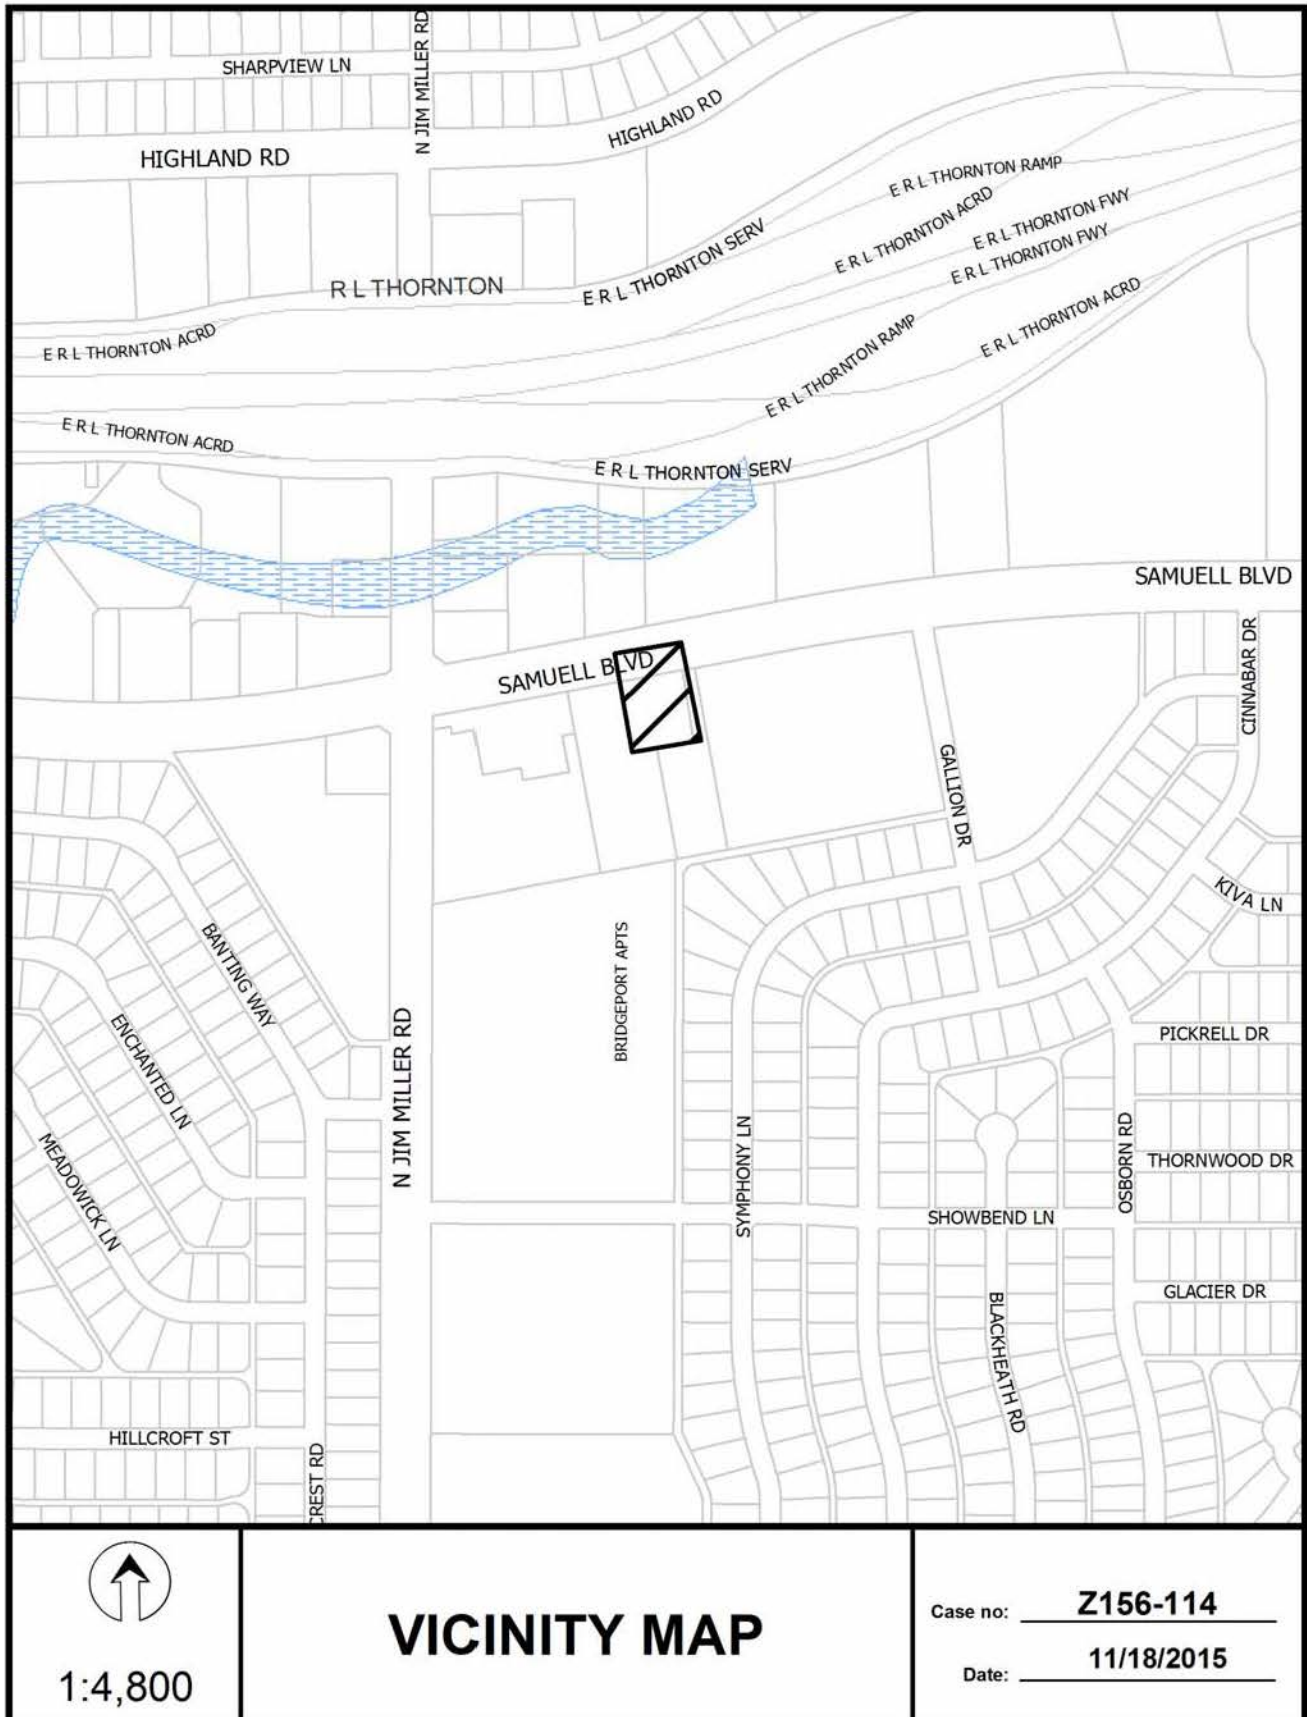 SHARPVIEW LN
N JIM MILLER RD
HIGHLAND RD
HIGHLAND RD
E R L THORNTON RAMP
E R L THORNTON ACRD
E R L THORNTON FWY
E R L THORNTON FWY
E R L THORNTON SERV
R L THORNTON
E R L THORNTON ACRD
E R L THORNTON ACRD
E R L THORNTON RAMP
E R L THORNTON ACRD
E R L THORNTON SERV
SAMUELL BLVD
SAMUELL BLVD
CINNABAR DR
GALLION DR
KIVA LN
BANTING WAY
BRIDGEPORT APTS
ENCHANTED LN
N JIM MILLER RD
PICKRELL DR
MEADOWICK LN
SYMPHONY LN
OSBORN RD
THORNWOOD DR
SHOWBEND LN
GLACIER DR
BLACKHEATH RD
HILLCROFT ST
CREST RD
1:4,800
VICINITY MAP
Case no: Z156-114
Date: 11/18/2015